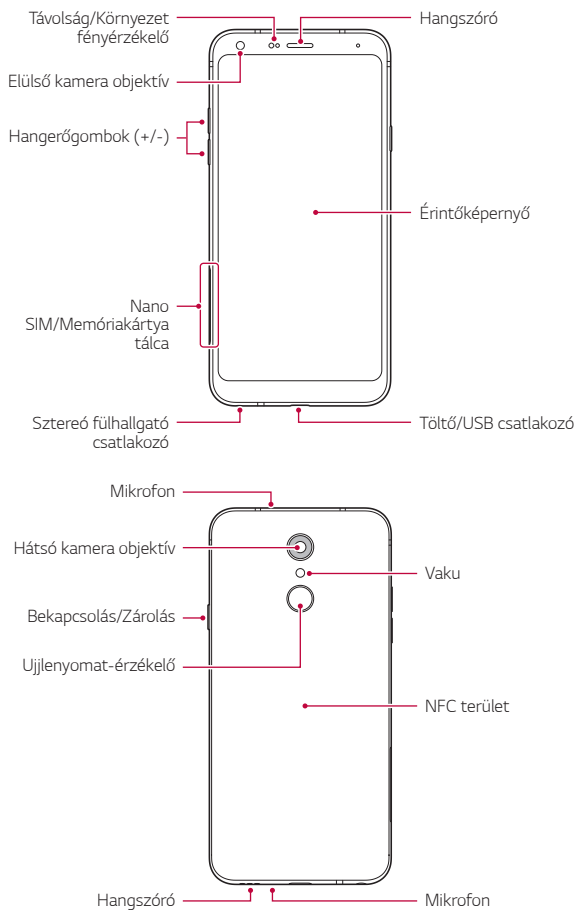 Távolság/Környezet
fényérzékelő
Hangszóró
Elülső kamera objektív
Hangerőgombok (+/-)
Érintőképernyő
Nano
SIM/Memóriakártya
tálca
Sztereó fülhallgató
csatlakozó
Töltő/USB csatlakozó
Mikrofon
Hátsó kamera objektív
Vaku
Bekapcsolás/Zárolás
Ujjlenyomat-érzékelő
NFC terület
Hangszóró
Mikrofon